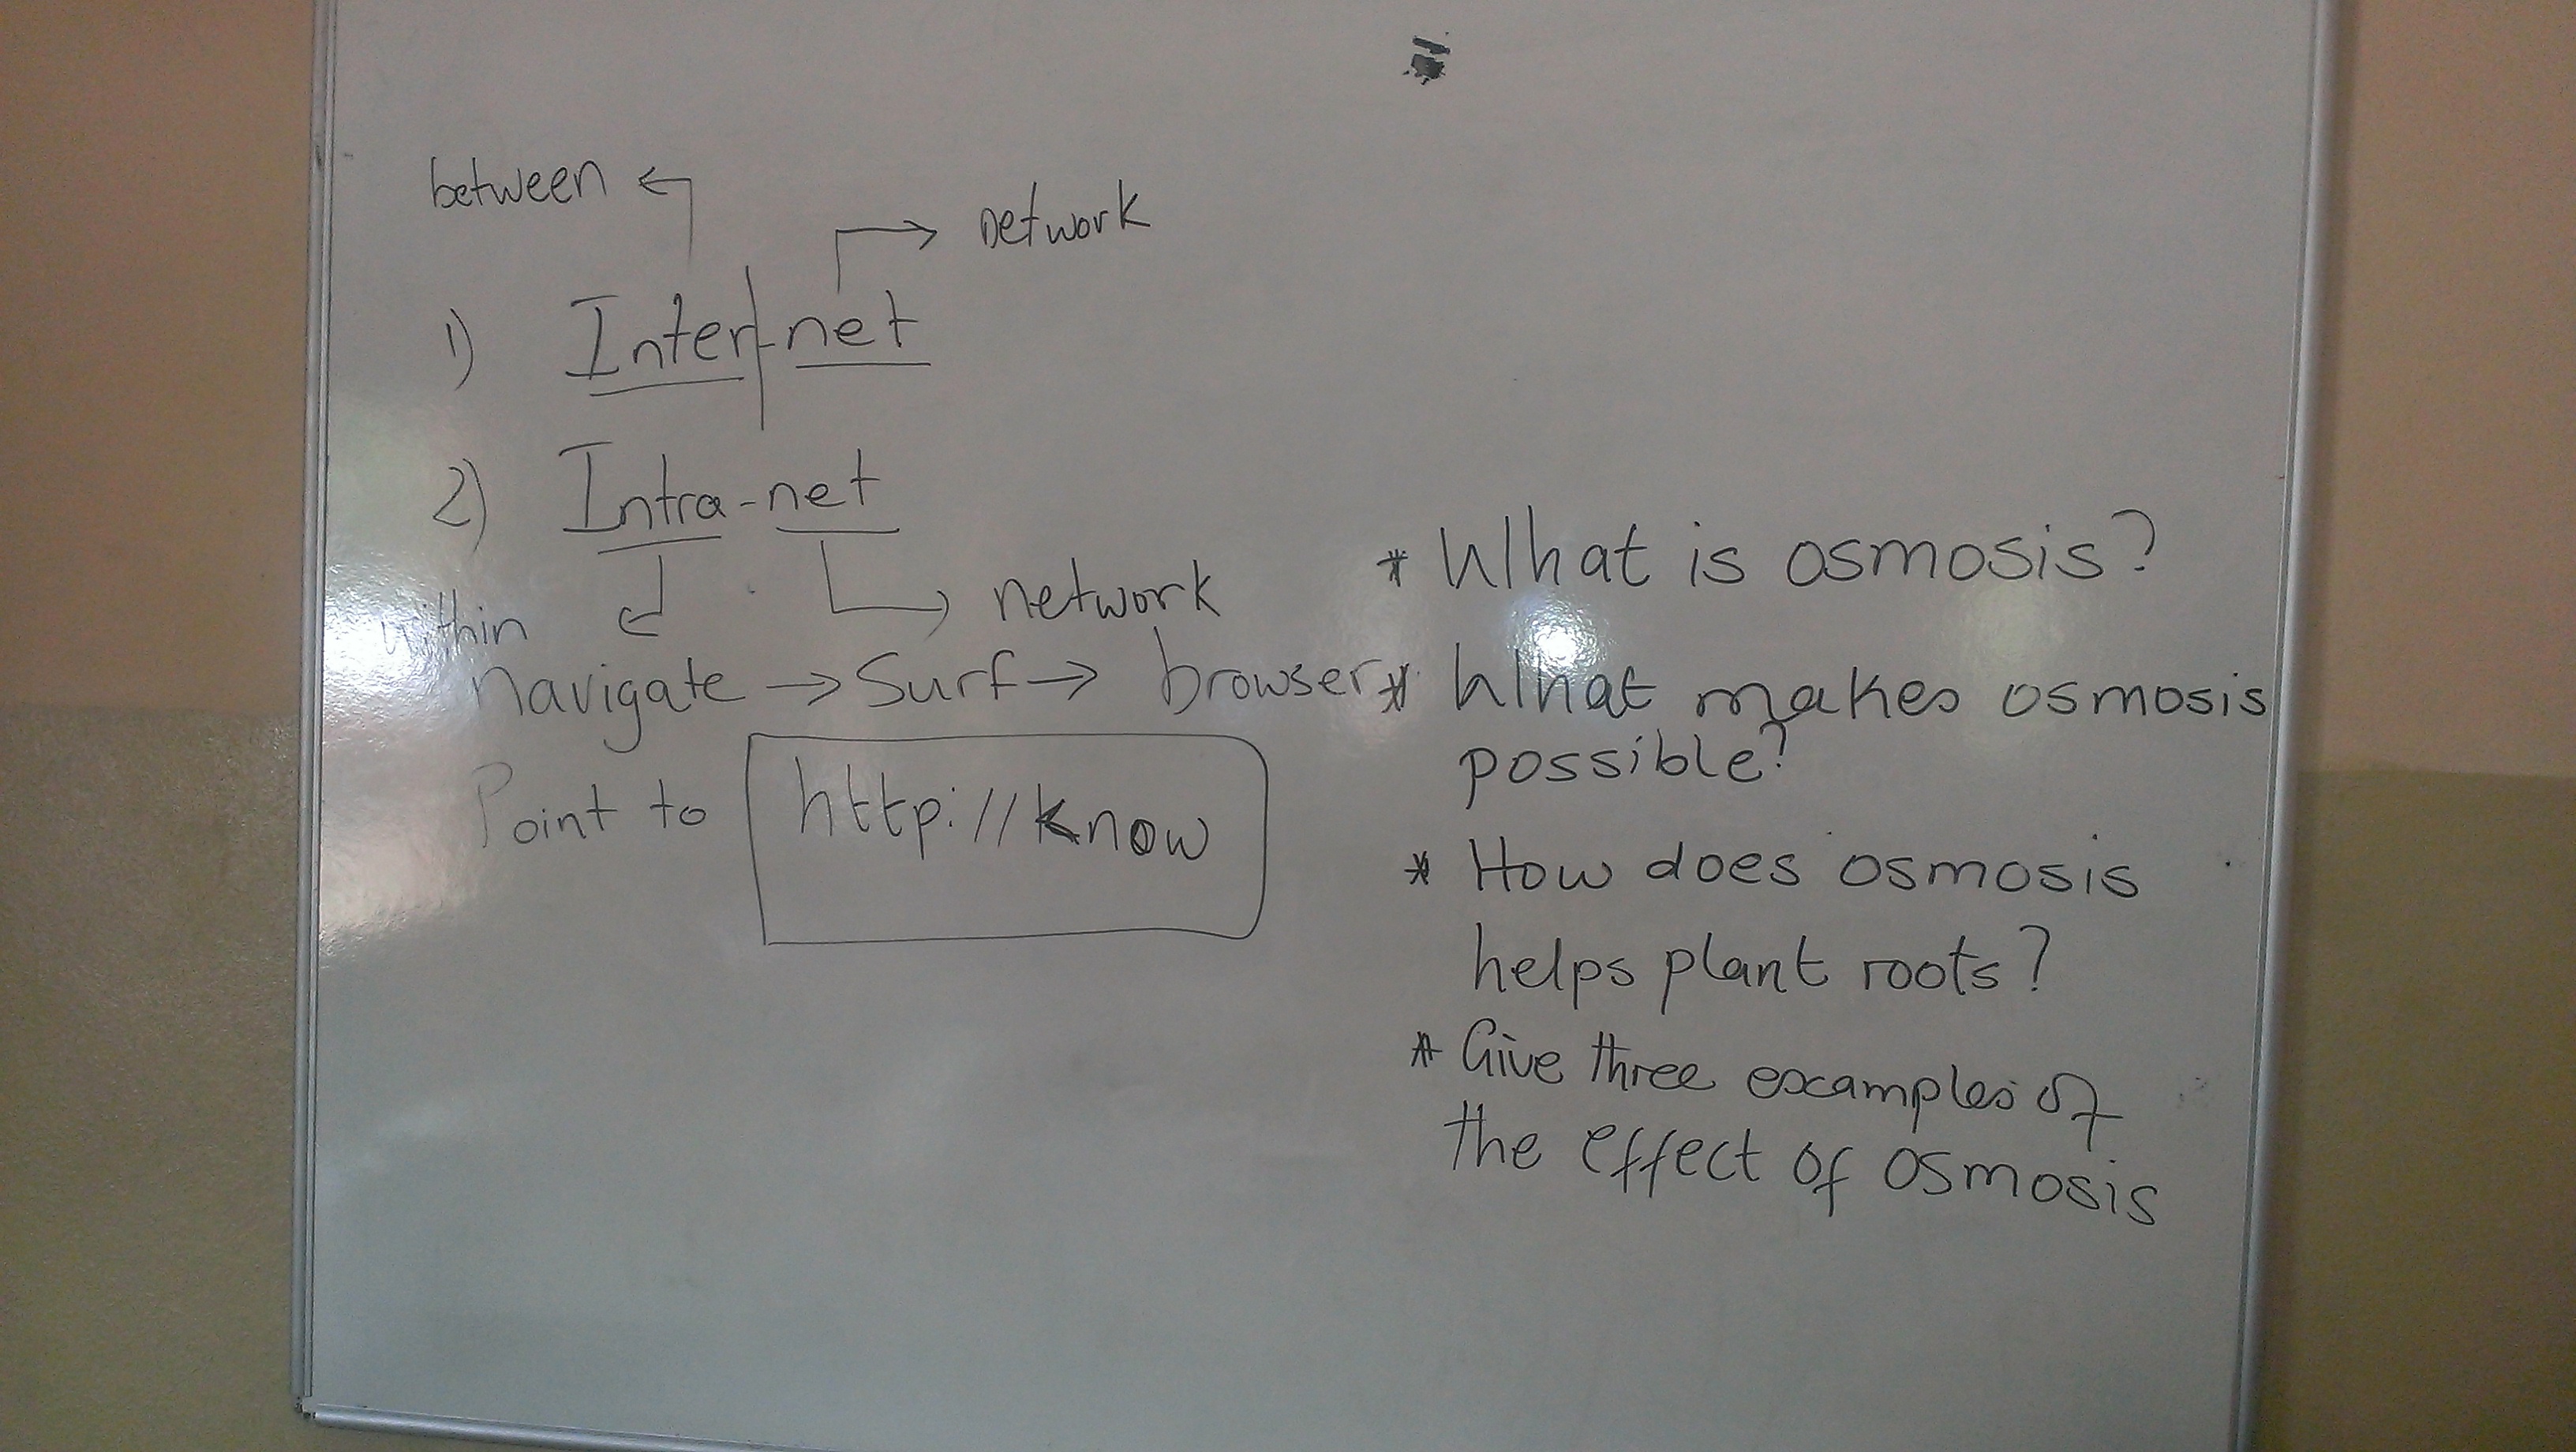 between ← → network
1) Inter-net
2) Intra-net
within ← → network
navigate → Surf → browser
Point to http://know
* What is osmosis?
* What makes osmosis
possible?
* How does osmosis
helps plant roots?
* Give three examples of
the effect of osmosis